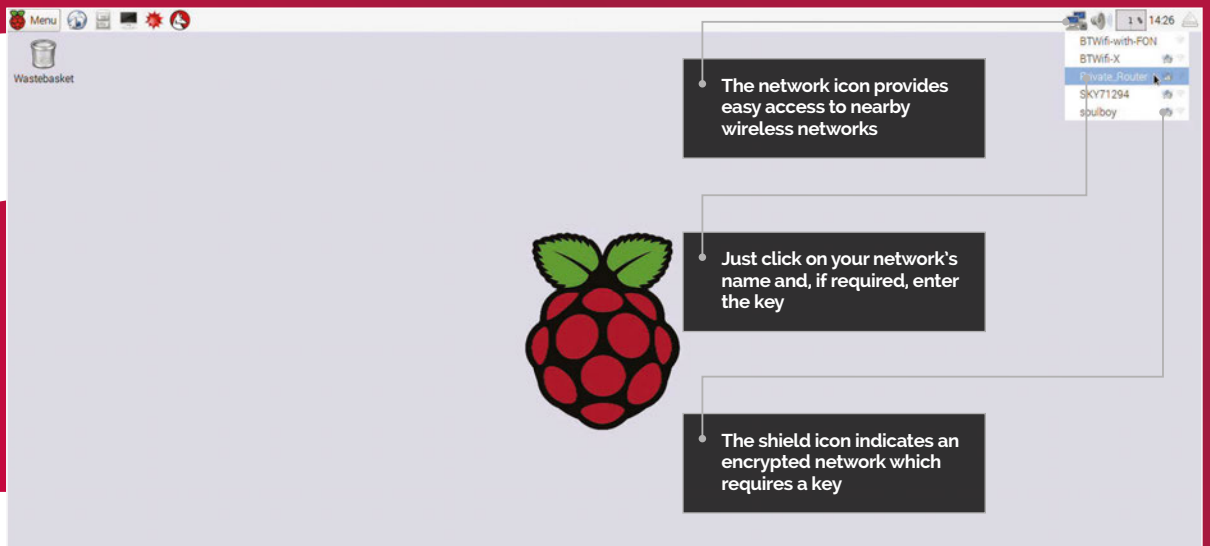 Menu
1 %
14:26
Wastebasket
BTWifi-with-FON
BTWifi-X
Private_Router
SKY71294
soulboy
The network icon provides
easy access to nearby
wireless networks
Just click on your network's
name and, if required, enter
the key
The shield icon indicates an
encrypted network which
requires a key